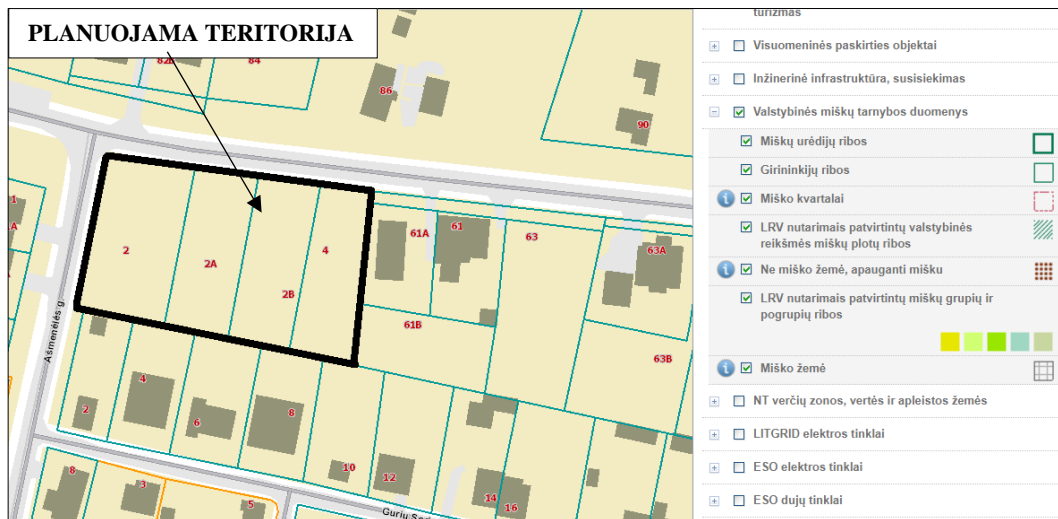 PLANUOJAMA TERITORIJA
82B
84
86
90
1
2
2A
2B
4
61A
61
63
63A
61B
63B
Ašmenėlės g.
2
4
6
8
10
12
14
16
8
3
5
turizmas
Visuomeninės paskirties objektai
Inžinerinė infrastruktūra, susisiekimas
Valstybinės miškų tarnybos duomenys
Miškų urėdijų ribos
Girininkijų ribos
Miško kvartalai
LRV nutarimais patvirtintų valstybinės
reikšmės miškų plotų ribos
Ne miško žemė, apauganti mišku
LRV nutarimais patvirtintų miškų grupių ir
pogrupių ribos
Miško žemė
NT verčių zonos, vertės ir apleistos žemės
LITGRID elektros tinklai
ESO elektros tinklai
ESO dujų tinklai